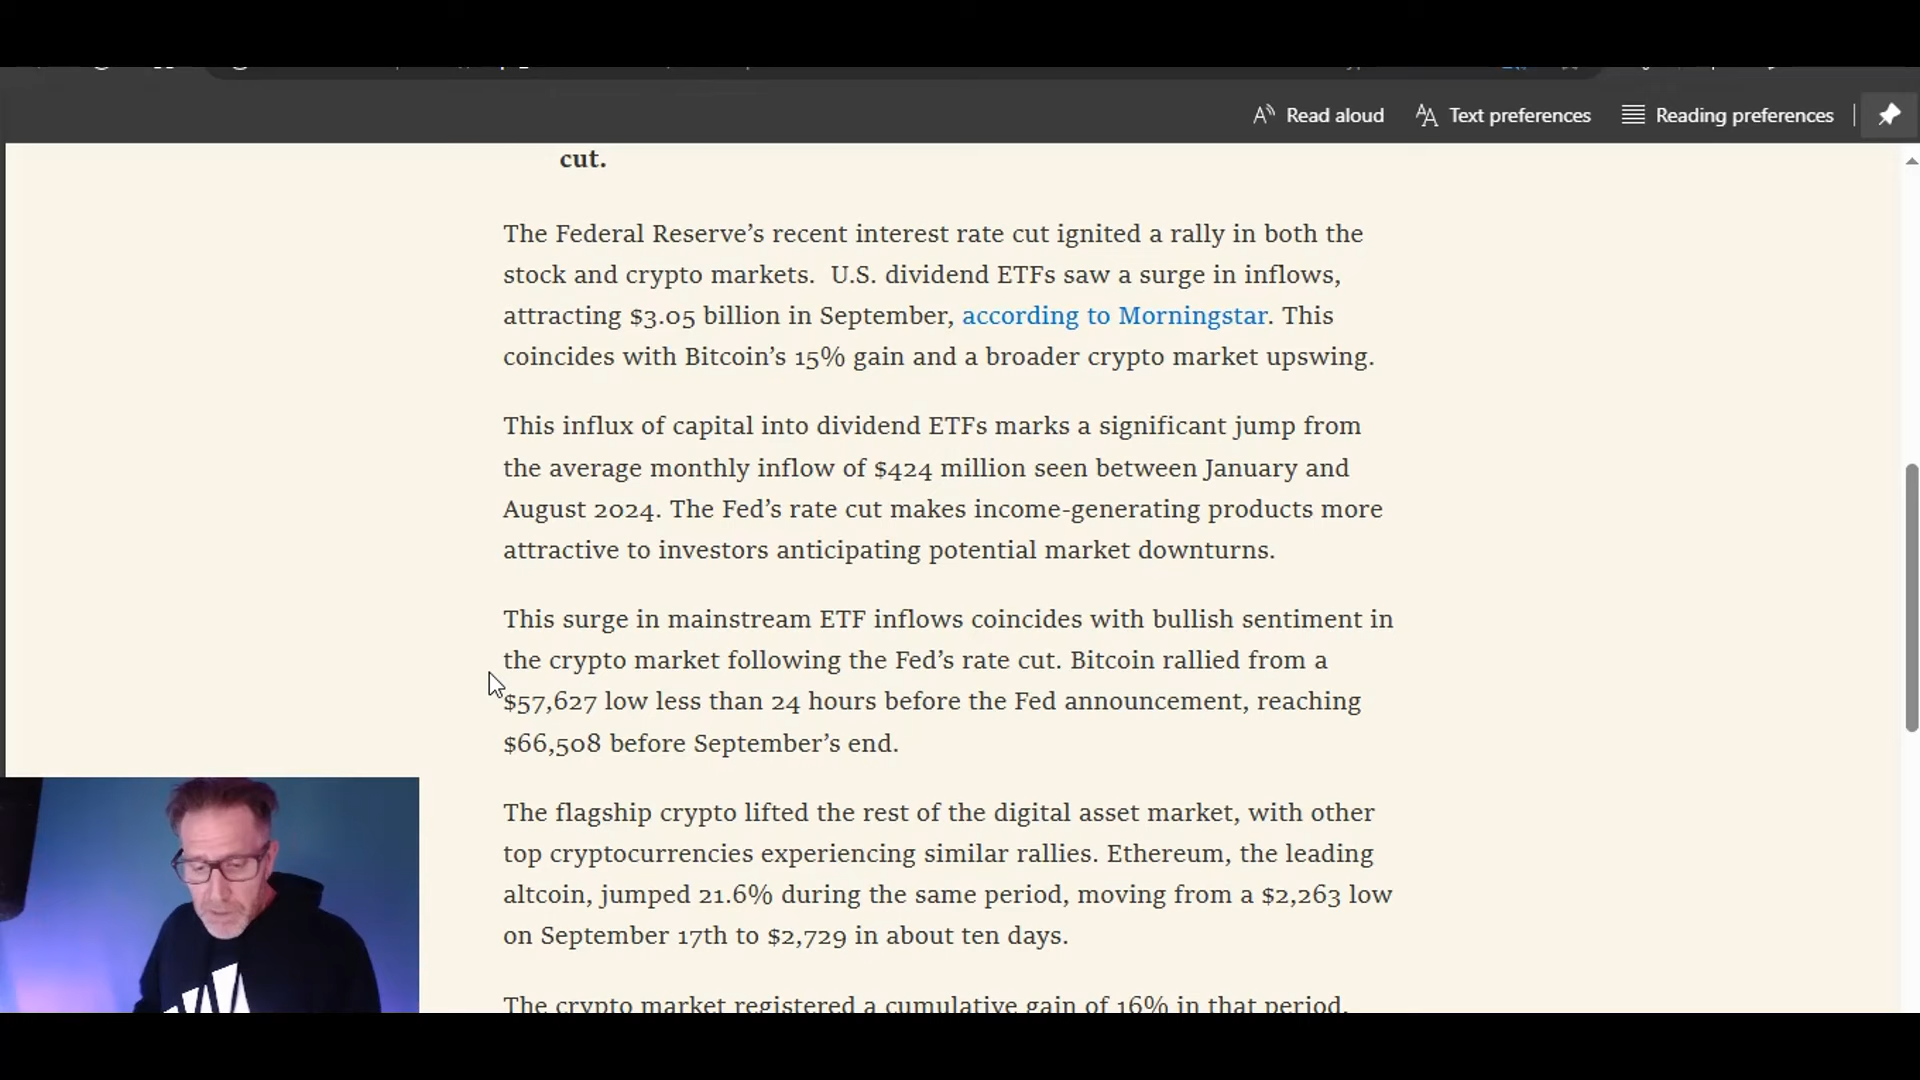 Read aloud
Text preferences
Reading preferences
cut.
The Federal Reserve’s recent interest rate cut ignited a rally in both the
stock and crypto markets.  U.S. dividend ETFs saw a surge in inflows,
attracting $3.05 billion in September, according to Morningstar. This
coincides with Bitcoin’s 15% gain and a broader crypto market upswing.
This influx of capital into dividend ETFs marks a significant jump from
the average monthly inflow of $424 million seen between January and
August 2024. The Fed’s rate cut makes income-generating products more
attractive to investors anticipating potential market downturns.
This surge in mainstream ETF inflows coincides with bullish sentiment in
the crypto market following the Fed’s rate cut. Bitcoin rallied from a
$57,627 low less than 24 hours before the Fed announcement, reaching
$66,508 before September’s end.
The flagship crypto lifted the rest of the digital asset market, with other
top cryptocurrencies experiencing similar rallies. Ethereum, the leading
altcoin, jumped 21.6% during the same period, moving from a $2,263 low
on September 17th to $2,729 in about ten days.
The crypto market registered a cumulative gain of 16% in that period,